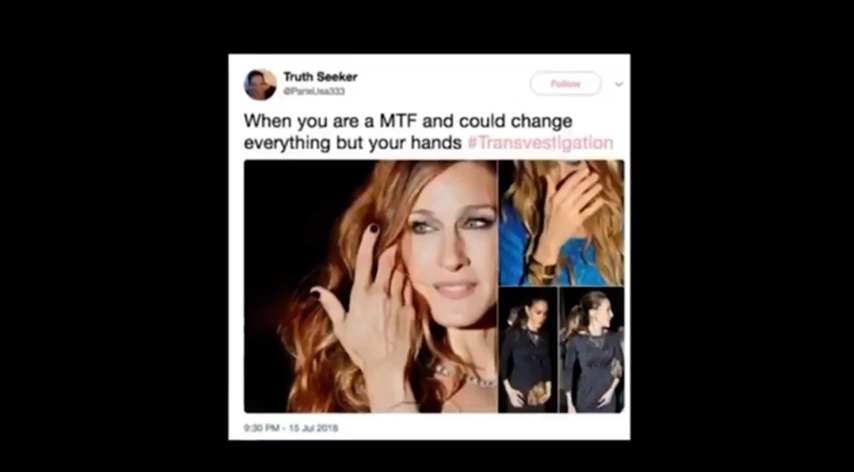 Truth Seeker
@ParisUsa333
Follow
When you are a MTF and could change
everything but your hands #Transvestigation
9:30 PM - 15 Jul 2018